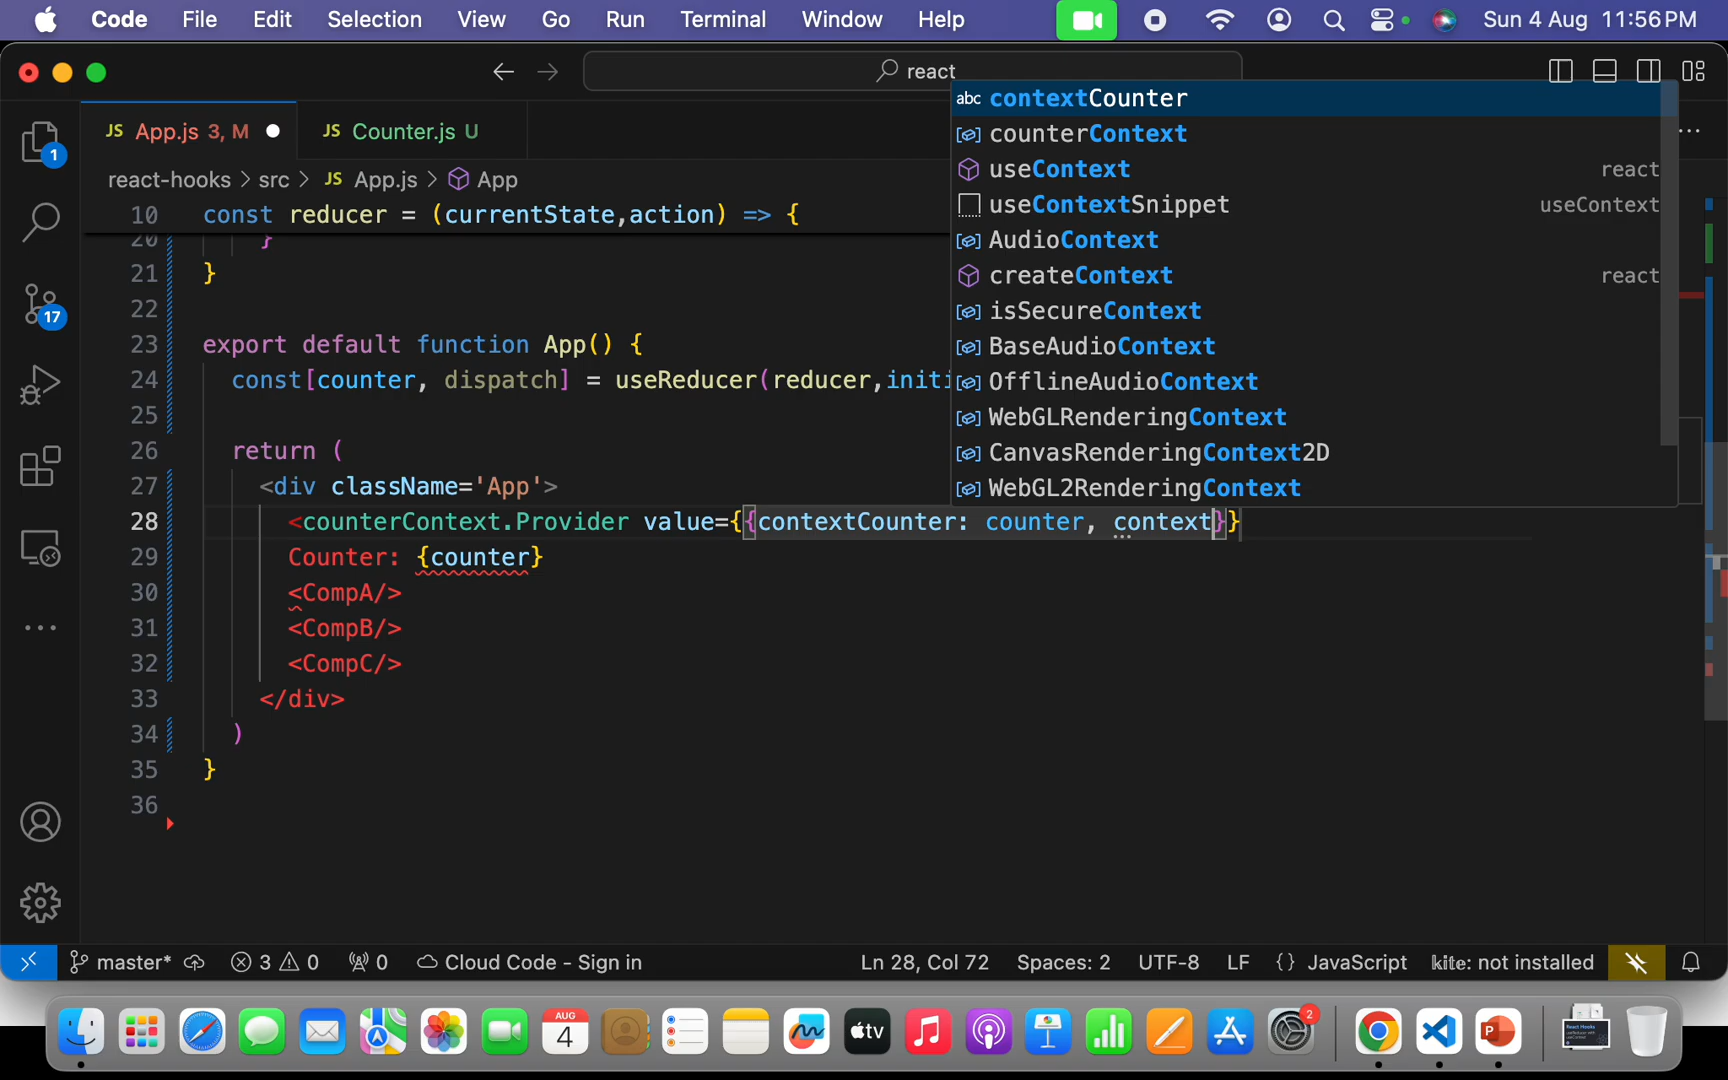 Code File Edit Selection View Go Run Terminal Window Help Sun 4 Aug 11:56 PM
react
JS App.js 3, M JS Counter.js U
react-hooks > src > JS App.js > App
10 const reducer = (currentState,action) => {
20 }
21 }
22
23 export default function App() {
24 const[counter, dispatch] = useReducer(reducer,initi
25
26 return (
27 <div className='App'>
28 <counterContext.Provider value={{contextCounter: counter, context}}
29 Counter: {counter}
30 <CompA/>
31 <CompB/>
32 <CompC/>
33 </div>
34 )
35 }
36
abc contextCounter
counterContext
useContext react
useContextSnippet useContext
AudioContext
createContext react
isSecureContext
BaseAudioContext
OfflineAudioContext
WebGLRenderingContext
CanvasRenderingContext2D
WebGL2RenderingContext
1
17
master* 3 0 0 Cloud Code - Sign in Ln 28, Col 72 Spaces: 2 UTF-8 LF {} JavaScript kite: not installed
AUG
4
tv
2
P
React Hooks